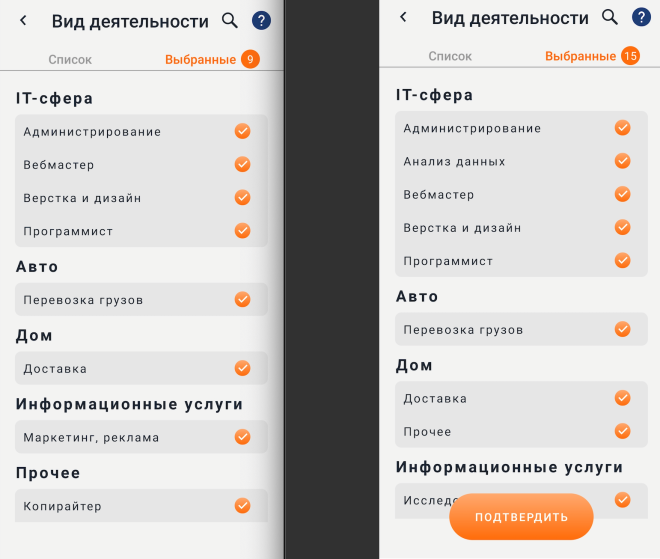 Вид деятельности ?
Список Выбранные 9
IT-сфера
Администрирование
Вебмастер
Верстка и дизайн
Программист
Авто
Перевозка грузов
Дом
Доставка
Информационные услуги
Маркетинг, реклама
Прочее
Копирайтер
Вид деятельности ?
Список Выбранные 15
IT-сфера
Администрирование
Анализ данных
Вебмастер
Верстка и дизайн
Программист
Авто
Перевозка грузов
Дом
Доставка
Прочее
Информационные услуги
ПОДТВЕРДИТЬ